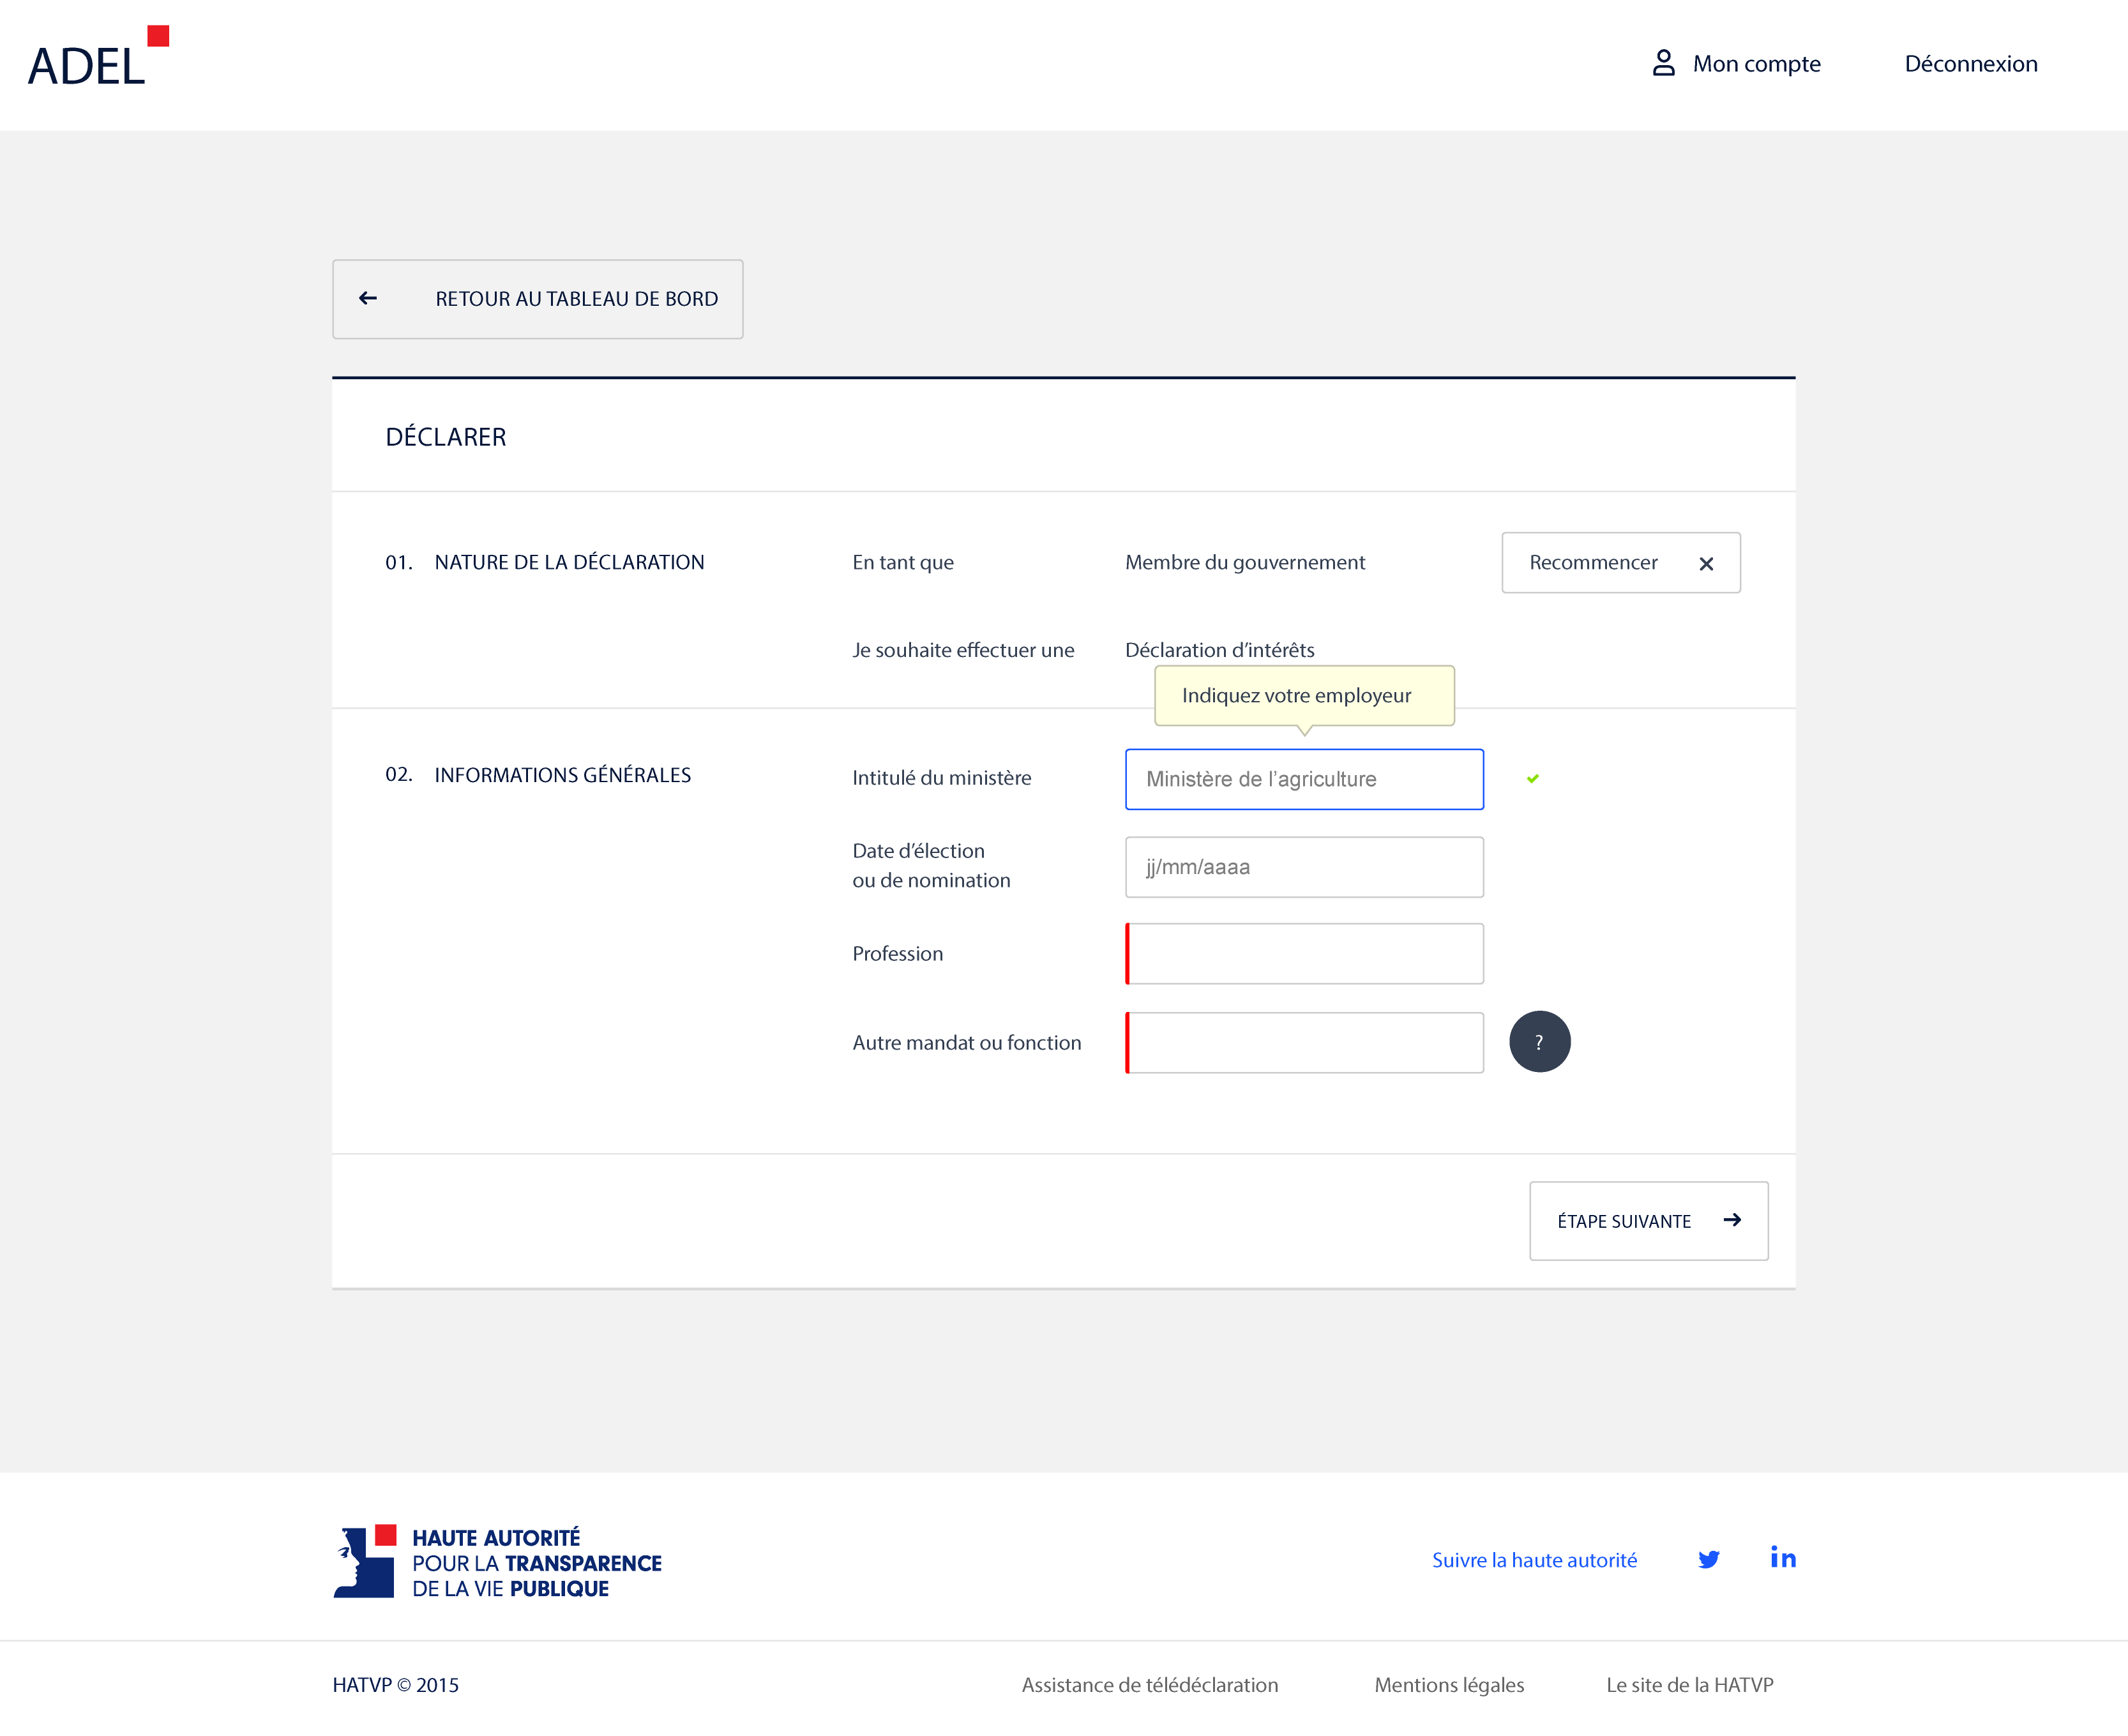 ADEL
Mon compte
Déconnexion
RETOUR AU TABLEAU DE BORD
DÉCLARER
01. NATURE DE LA DÉCLARATION
En tant que
Membre du gouvernement
Recommencer
Je souhaite effectuer une
Déclaration d’intérêts
Indiquez votre employeur
02. INFORMATIONS GÉNÉRALES
Intitulé du ministère
Ministère de l’agriculture
Date d’élection
ou de nomination
jj/mm/aaaa
Profession
Autre mandat ou fonction
?
ÉTAPE SUIVANTE
HAUTE AUTORITÉ
POUR LA TRANSPARENCE
DE LA VIE PUBLIQUE
Suivre la haute autorité
in
HATVP © 2015
Assistance de télédéclaration
Mentions légales
Le site de la HATVP